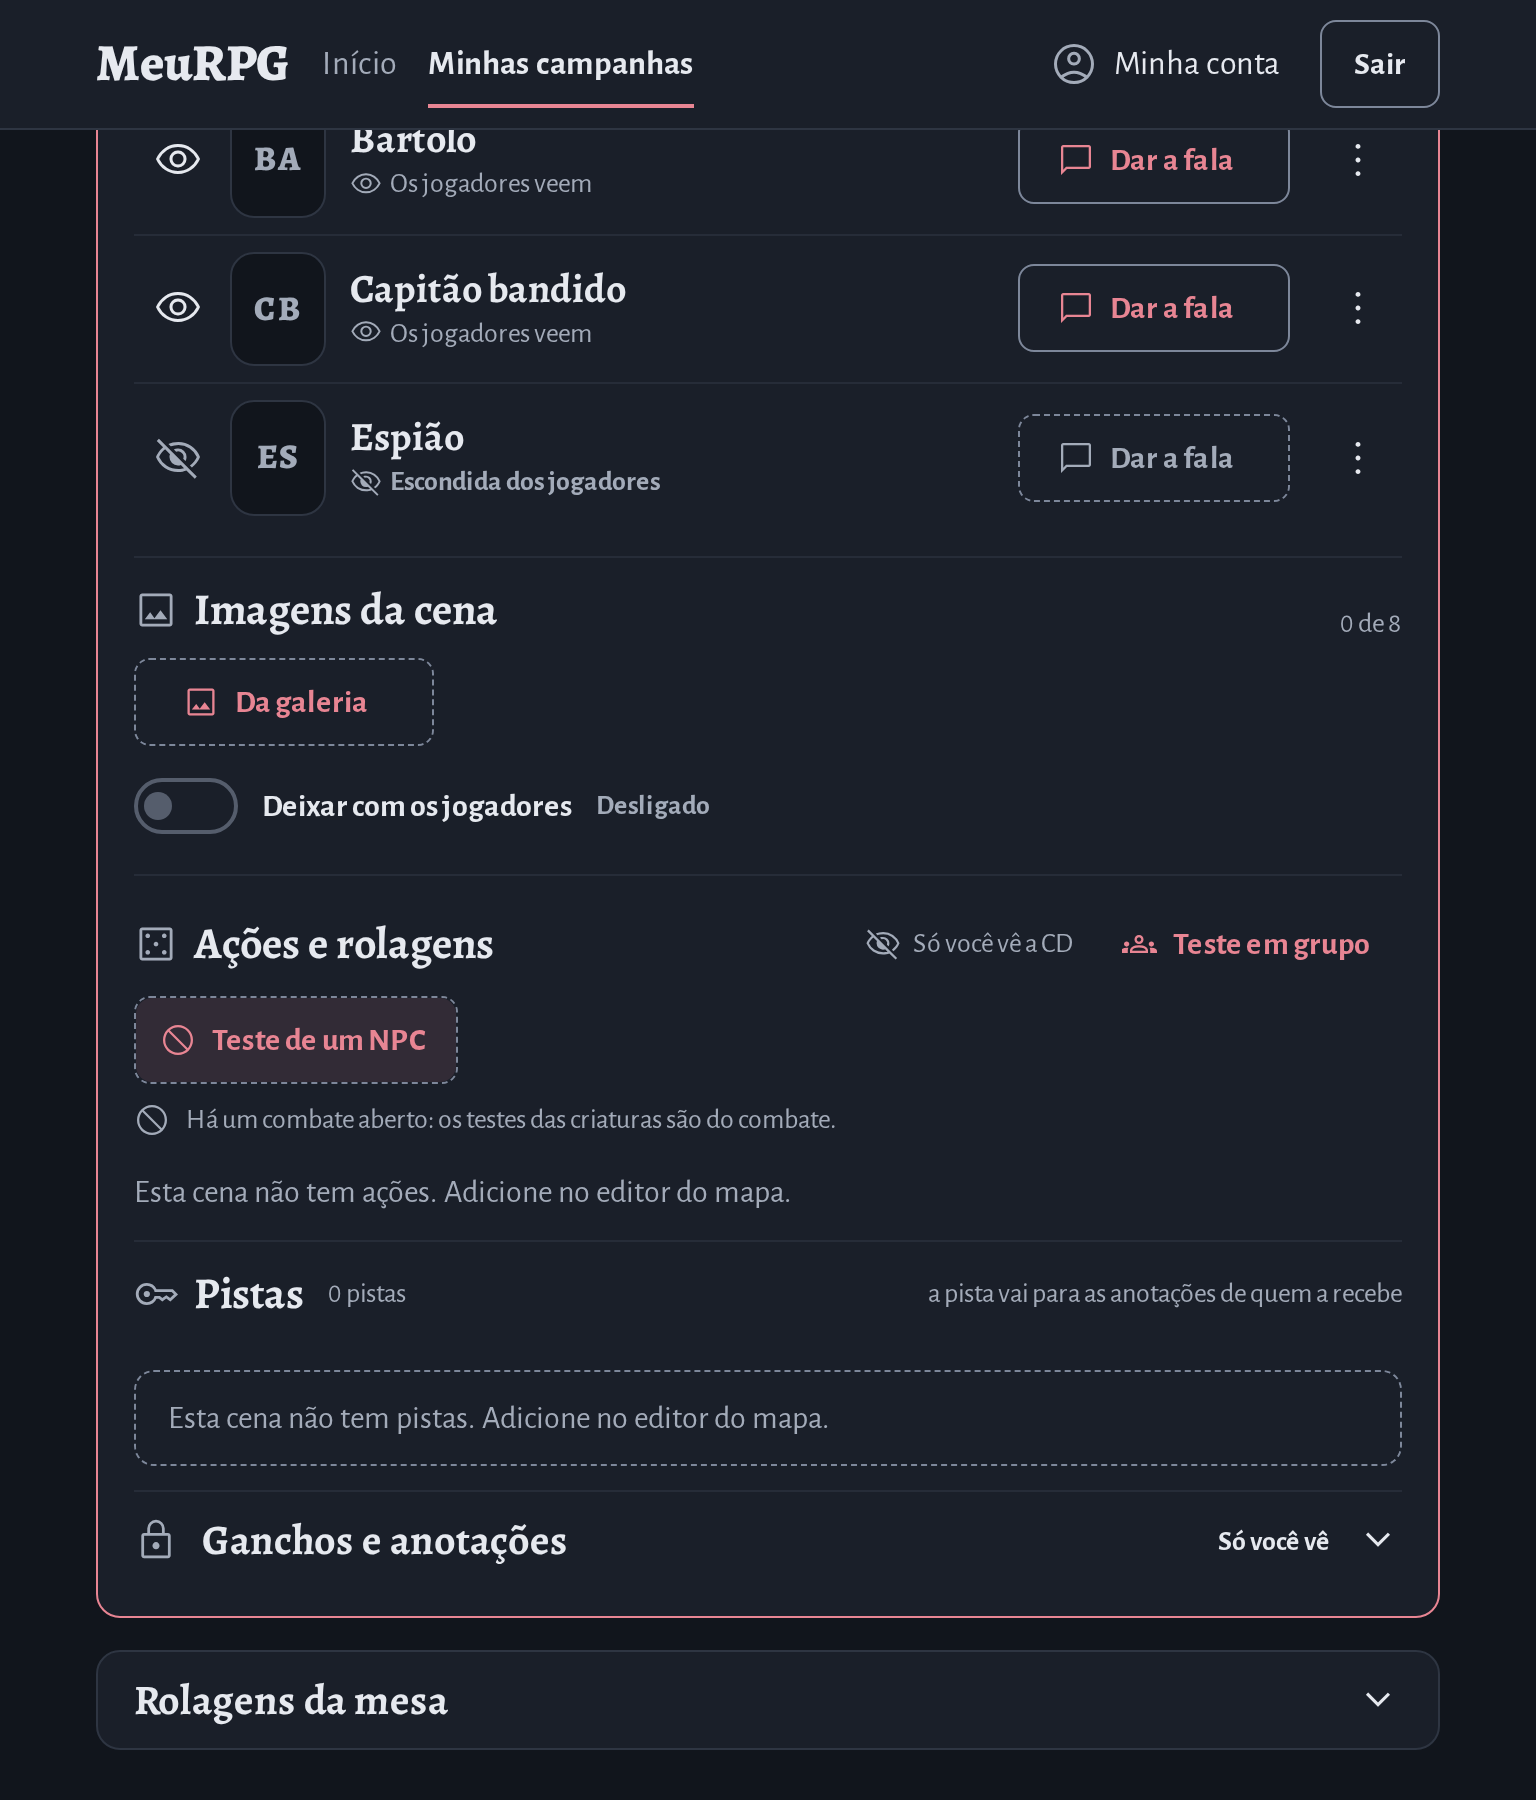 MeuRPG Início Minhas campanhas Minha conta Sair
BA Bartolo Dar a fala
Os jogadores veem
CB Capitão bandido Dar a fala
Os jogadores veem
ES Espião Dar a fala
Escondida dos jogadores
Imagens da cena 0 de 8
Da galeria
Deixar com os jogadores Desligado
Ações e rolagens Só você vê a CD Teste em grupo
Teste de um NPC
Há um combate aberto: os testes das criaturas são do combate.
Esta cena não tem ações. Adicione no editor do mapa.
Pistas 0 pistas a pista vai para as anotações de quem a recebe
Esta cena não tem pistas. Adicione no editor do mapa.
Ganchos e anotações Só você vê
Rolagens da mesa